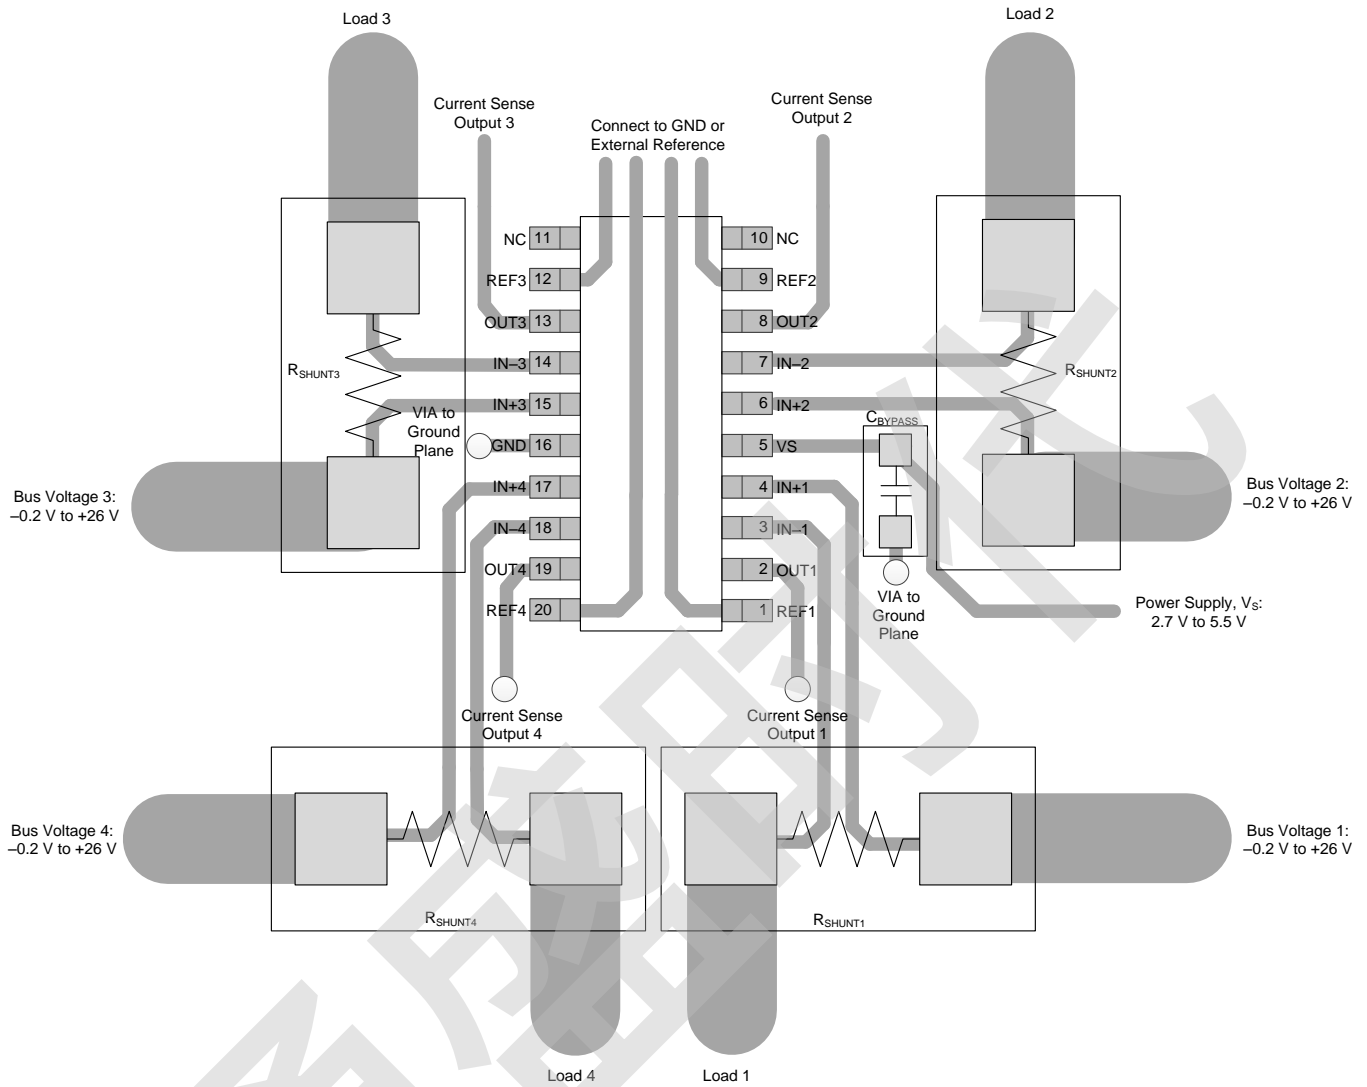 Load 3
Load 2
Current Sense
Output 3
Current Sense
Output 2
Connect to GND or
External Reference
NC 11
10 NC
REF3 12
9 REF2
OUT3 13
8 OUT2
IN–3 14
7 IN–2
RSHUNT3
RSHUNT2
IN+3 15
6 IN+2
VIA to
Ground
Plane
CBYPASS
GND 16
5 VS
IN+4 17
4 IN+1
Bus Voltage 3:
–0.2 V to +26 V
Bus Voltage 2:
–0.2 V to +26 V
IN–4 18
3 IN–1
OUT4 19
2 OUT1
REF4 20
1 REF1
VIA to
Ground
Plane
Power Supply, VS:
2.7 V to 5.5 V
Current Sense
Output 4
Current Sense
Output 1
Bus Voltage 4:
–0.2 V to +26 V
Bus Voltage 1:
–0.2 V to +26 V
RSHUNT4
RSHUNT1
Load 4
Load 1